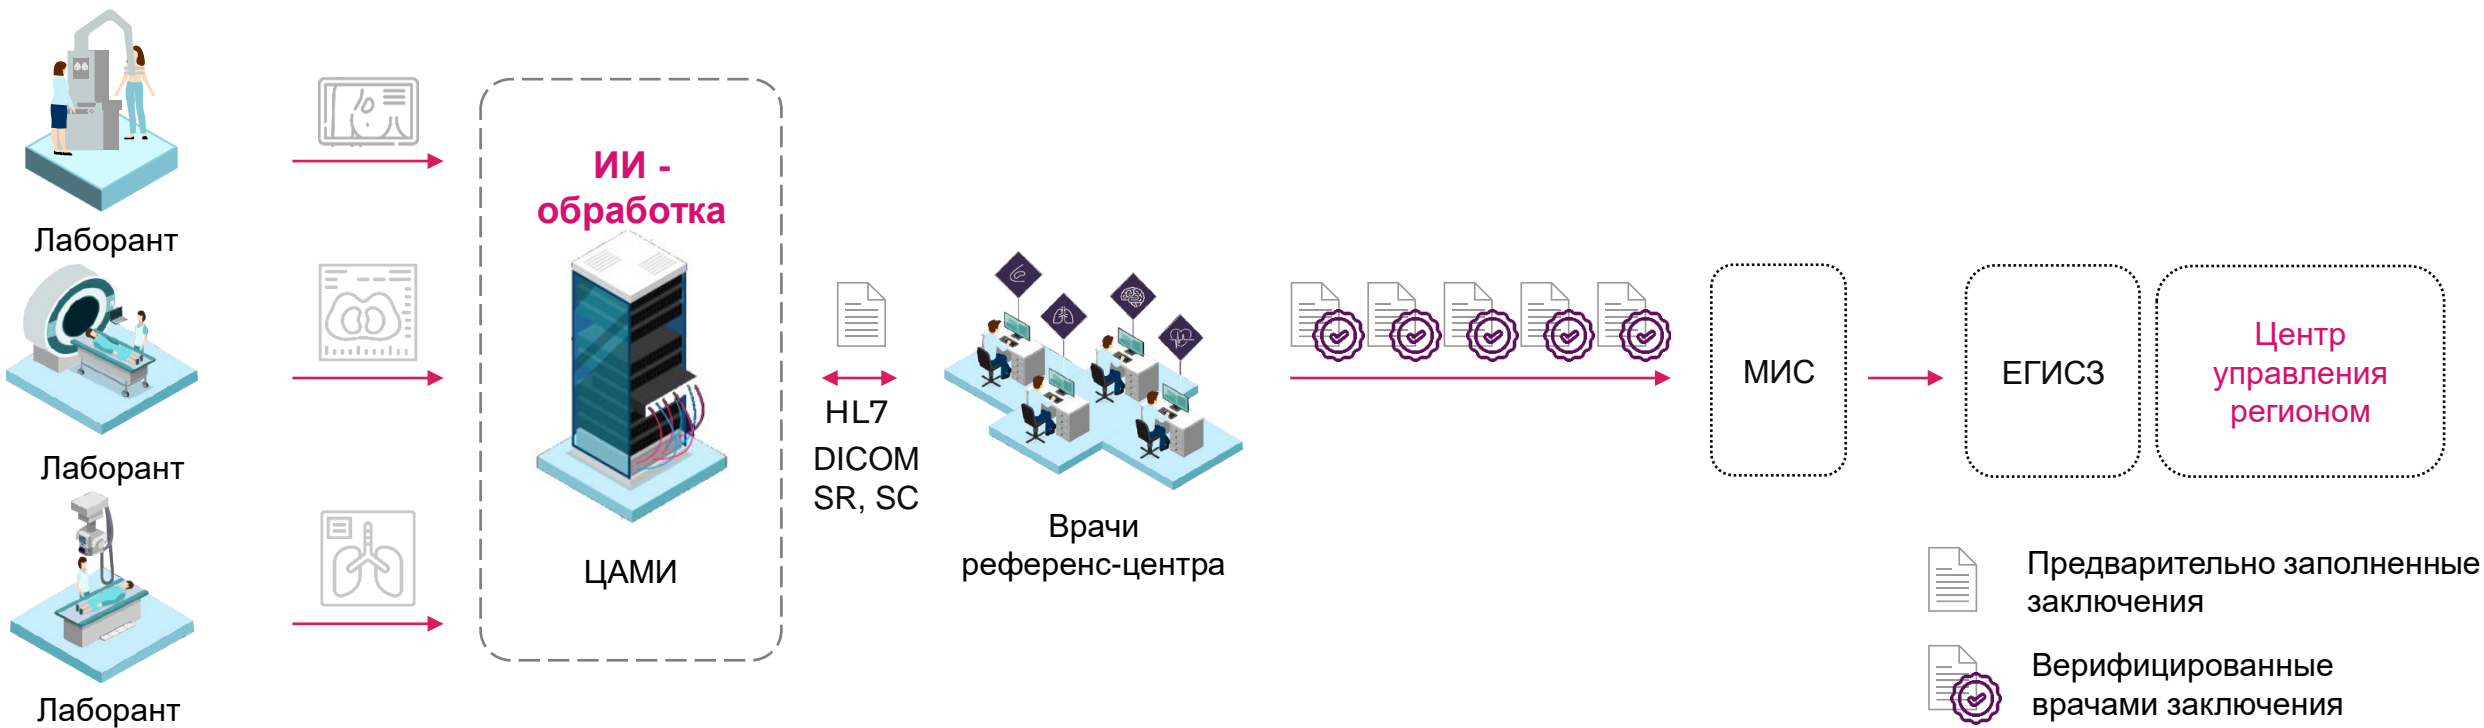 Лаборант
Лаборант
Лаборант
ИИ -
обработка
ЦАМИ
HL7
DICOM
SR, SC
Врачи
референс-центра
МИС
ЕГИСЗ
Центр
управления
регионом
Предварительно заполненные
заключения
Верифицированные
врачами заключения